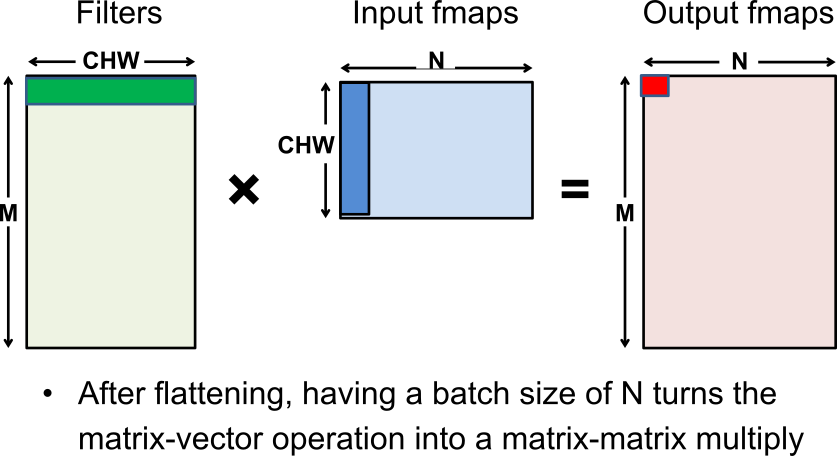 Filters
Input fmaps
Output fmaps
CHW
N
N
CHW
M
M
×
=
• After flattening, having a batch size of N turns the
matrix-vector operation into a matrix-matrix multiply